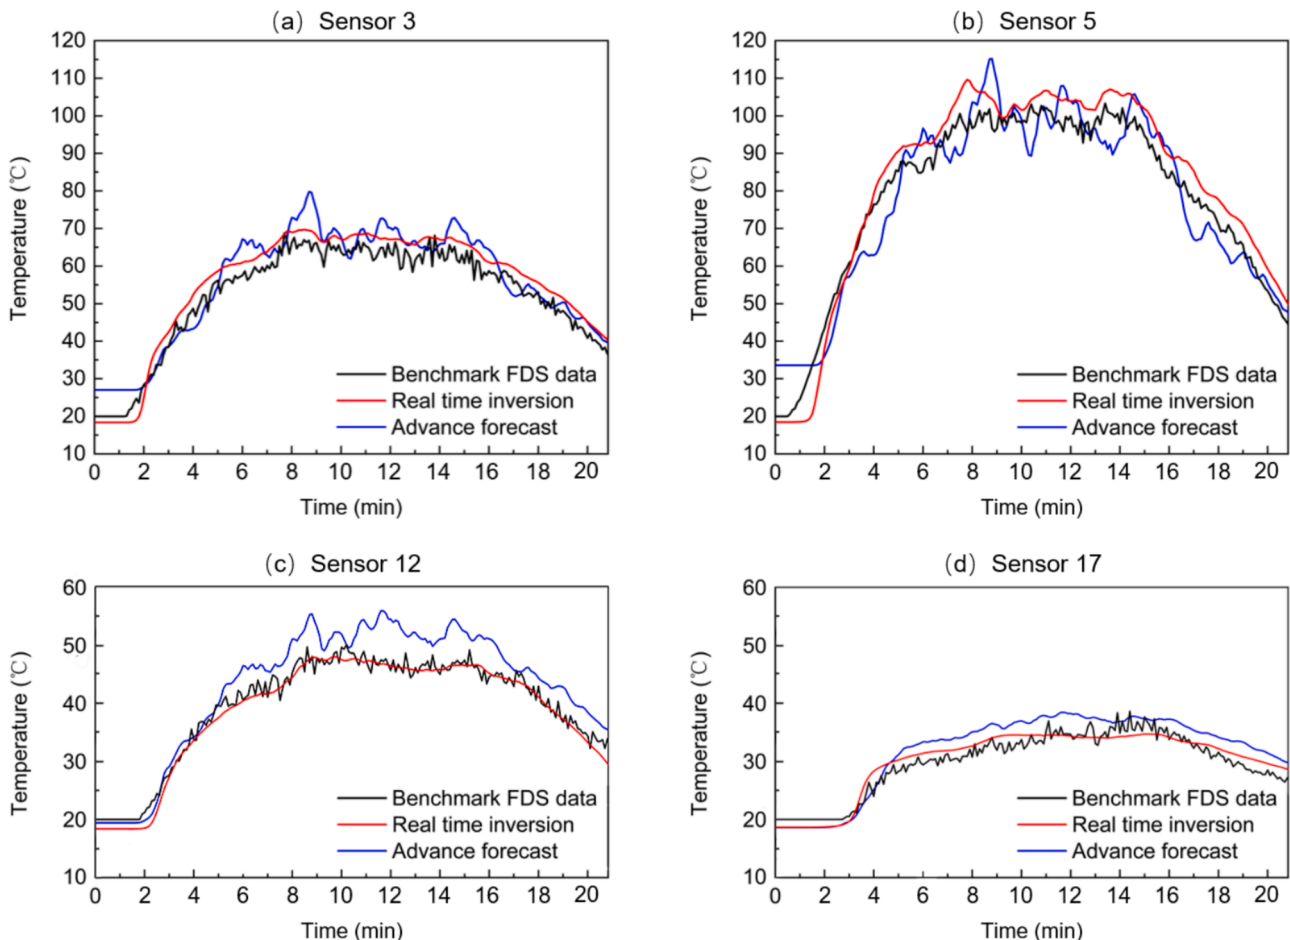 (a) Sensor 3
120
110
100
90
80
70
60
50
40
30
20
10
Temperature (℃)
0 2 4 6 8 10 12 14 16 18 20
Time (min)
Benchmark FDS data
Real time inversion
Advance forecast
(b) Sensor 5
120
110
100
90
80
70
60
50
40
30
20
10
Temperature (℃)
0 2 4 6 8 10 12 14 16 18 20
Time (min)
Benchmark FDS data
Real time inversion
Advance forecast
(c) Sensor 12
60
50
40
30
20
10
Temperature (℃)
0 2 4 6 8 10 12 14 16 18 20
Time (min)
Benchmark FDS data
Real time inversion
Advance forecast
(d) Sensor 17
60
50
40
30
20
10
Temperature (℃)
0 2 4 6 8 10 12 14 16 18 20
Time (min)
Benchmark FDS data
Real time inversion
Advance forecast